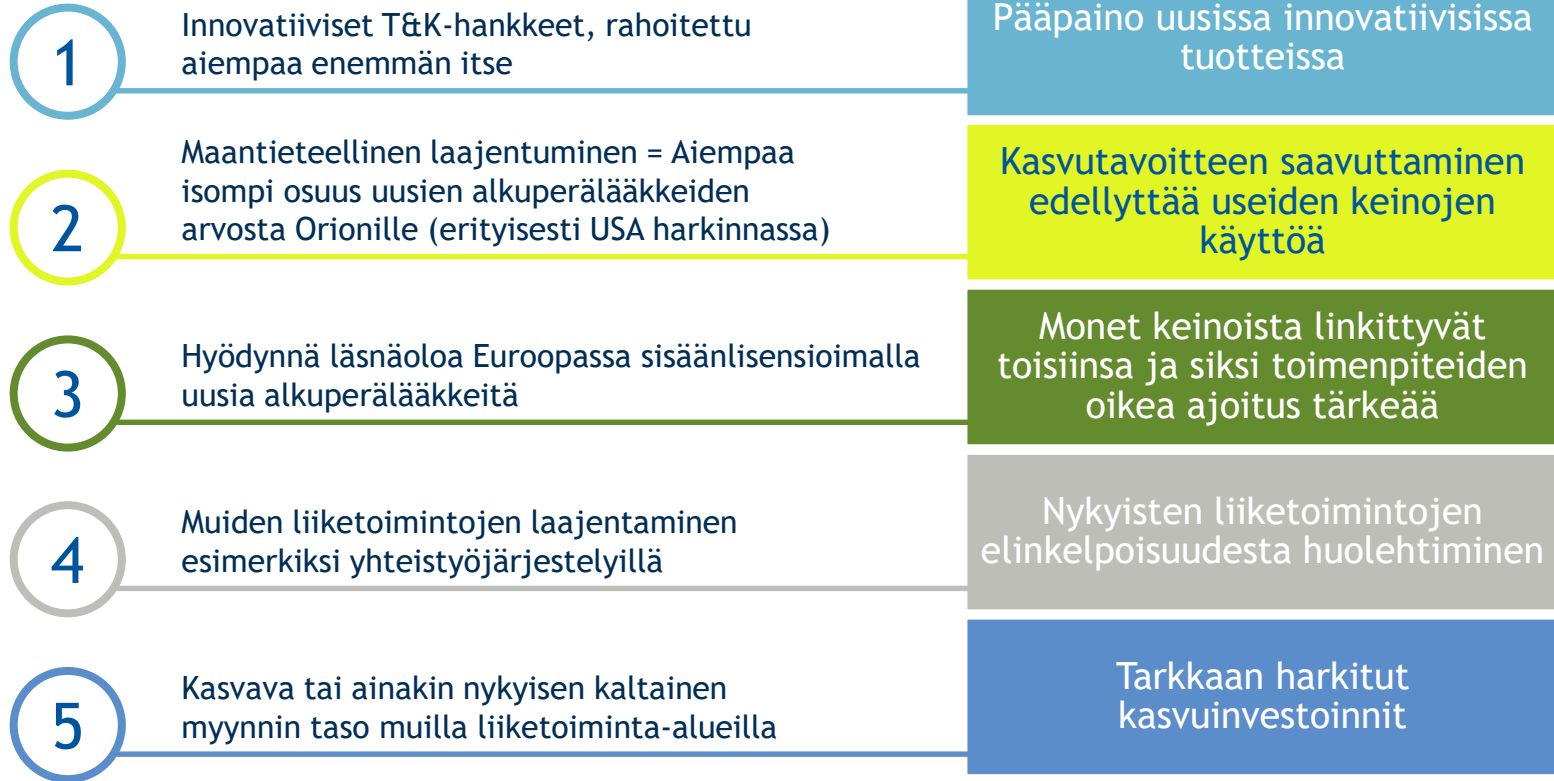 1
Innovatiiviset T&K-hankkeet, rahoitettu
aiempaa enemmän itse
Pääpaino uusissa innovatiivisissa
tuotteissa
2
Maantieteellinen laajentuminen = Aiempaa
isompi osuus uusien alkuperälääkkeiden
arvosta Orionille (erityisesti USA harkinnassa)
Kasvutavoitteen saavuttaminen
edellyttää useiden keinojen
käyttöä
3
Hyödynnä läsnäoloa Euroopassa sisäänlisensioimalla
uusia alkuperälääkkeitä
Monet keinoista linkittyvät
toisiinsa ja siksi toimenpiteiden
oikea ajoitus tärkeää
4
Muiden liiketoimintojen laajentaminen
esimerkiksi yhteistyöjärjestelyillä
Nykyisten liiketoimintojen
elinkelpoisuudesta huolehtiminen
5
Kasvava tai ainakin nykyisen kaltainen
myynnin taso muilla liiketoiminta-alueilla
Tarkkaan harkitut
kasvuinvestoinnit